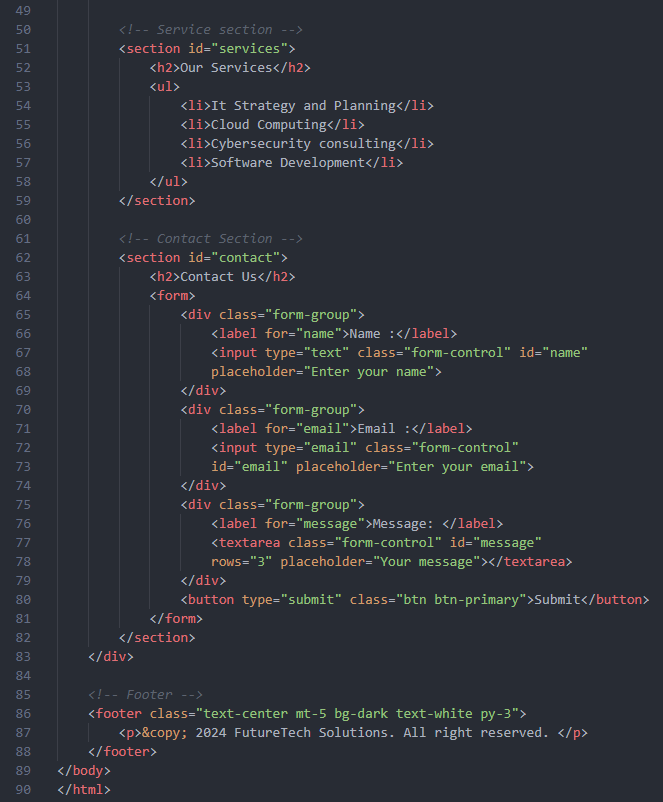 49
50 <!-- Service section -->
51 <section id="services">
52 <h2>Our Services</h2>
53 <ul>
54 <li>It Strategy and Planning</li>
55 <li>Cloud Computing</li>
56 <li>Cybersecurity consulting</li>
57 <li>Software Development</li>
58 </ul>
59 </section>
60
61 <!-- Contact Section -->
62 <section id="contact">
63 <h2>Contact Us</h2>
64 <form>
65 <div class="form-group">
66 <label for="name">Name :</label>
67 <input type="text" class="form-control" id="name"
68 placeholder="Enter your name">
69 </div>
70 <div class="form-group">
71 <label for="email">Email :</label>
72 <input type="email" class="form-control"
73 id="email" placeholder="Enter your email">
74 </div>
75 <div class="form-group">
76 <label for="message">Message: </label>
77 <textarea class="form-control" id="message"
78 rows="3" placeholder="Your message"></textarea>
79 </div>
80 <button type="submit" class="btn btn-primary">Submit</button>
81 </form>
82 </section>
83 </div>
84
85 <!-- Footer -->
86 <footer class="text-center mt-5 bg-dark text-white py-3">
87 <p>&copy; 2024 FutureTech Solutions. All right reserved. </p>
88 </footer>
89 </body>
90 </html>